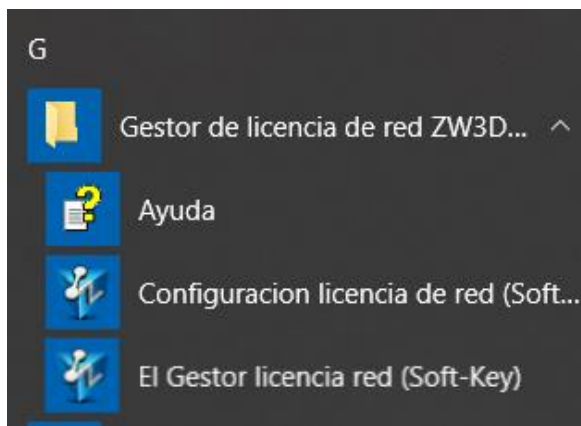 G
Gestor de licencia de red ZW3D...
Ayuda
Configuracion licencia de red (Soft...
El Gestor licencia red (Soft-Key)